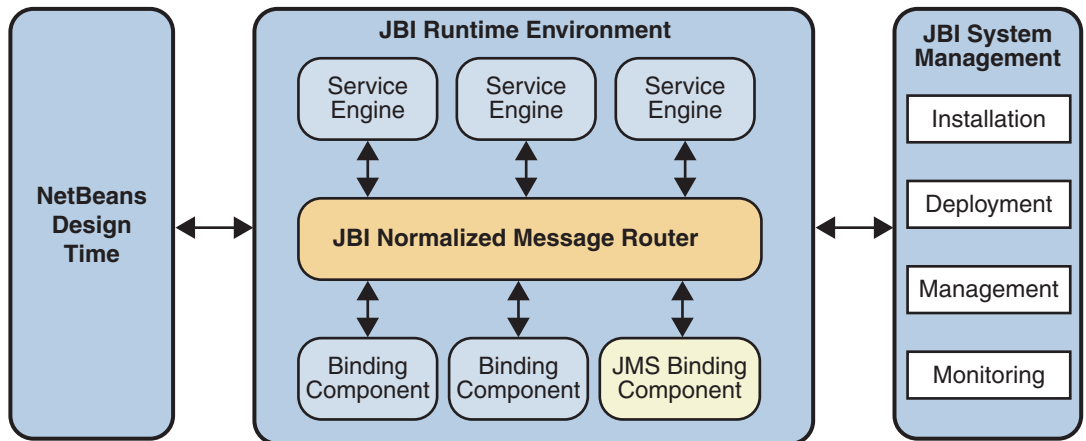 NetBeans
Design
Time
JBI Runtime Environment
Service
Engine
Service
Engine
Service
Engine
JBI Normalized Message Router
Binding
Component
Binding
Component
JMS Binding
Component
JBI System
Management
Installation
Deployment
Management
Monitoring